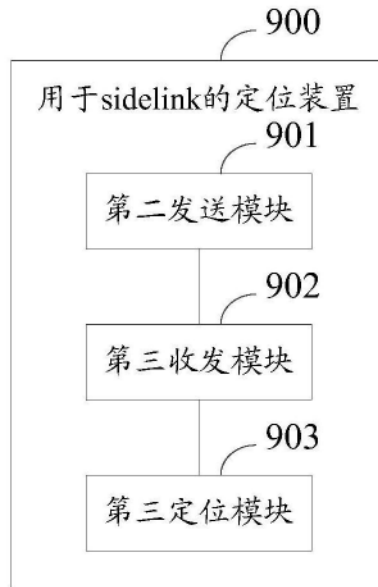 900
用于sidelink的定位装置
901
第二发送模块
902
第三收发模块
903
第三定位模块